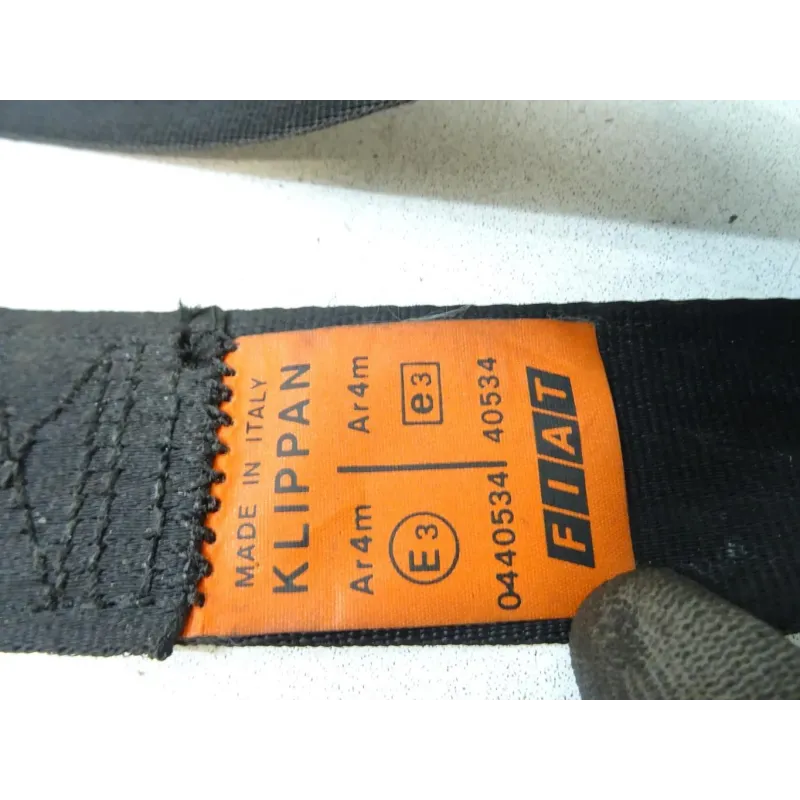 MADE IN ITALY
KLIPPAN
Ar4m Ar4m
E3 e3
0440534 40534
FIAT